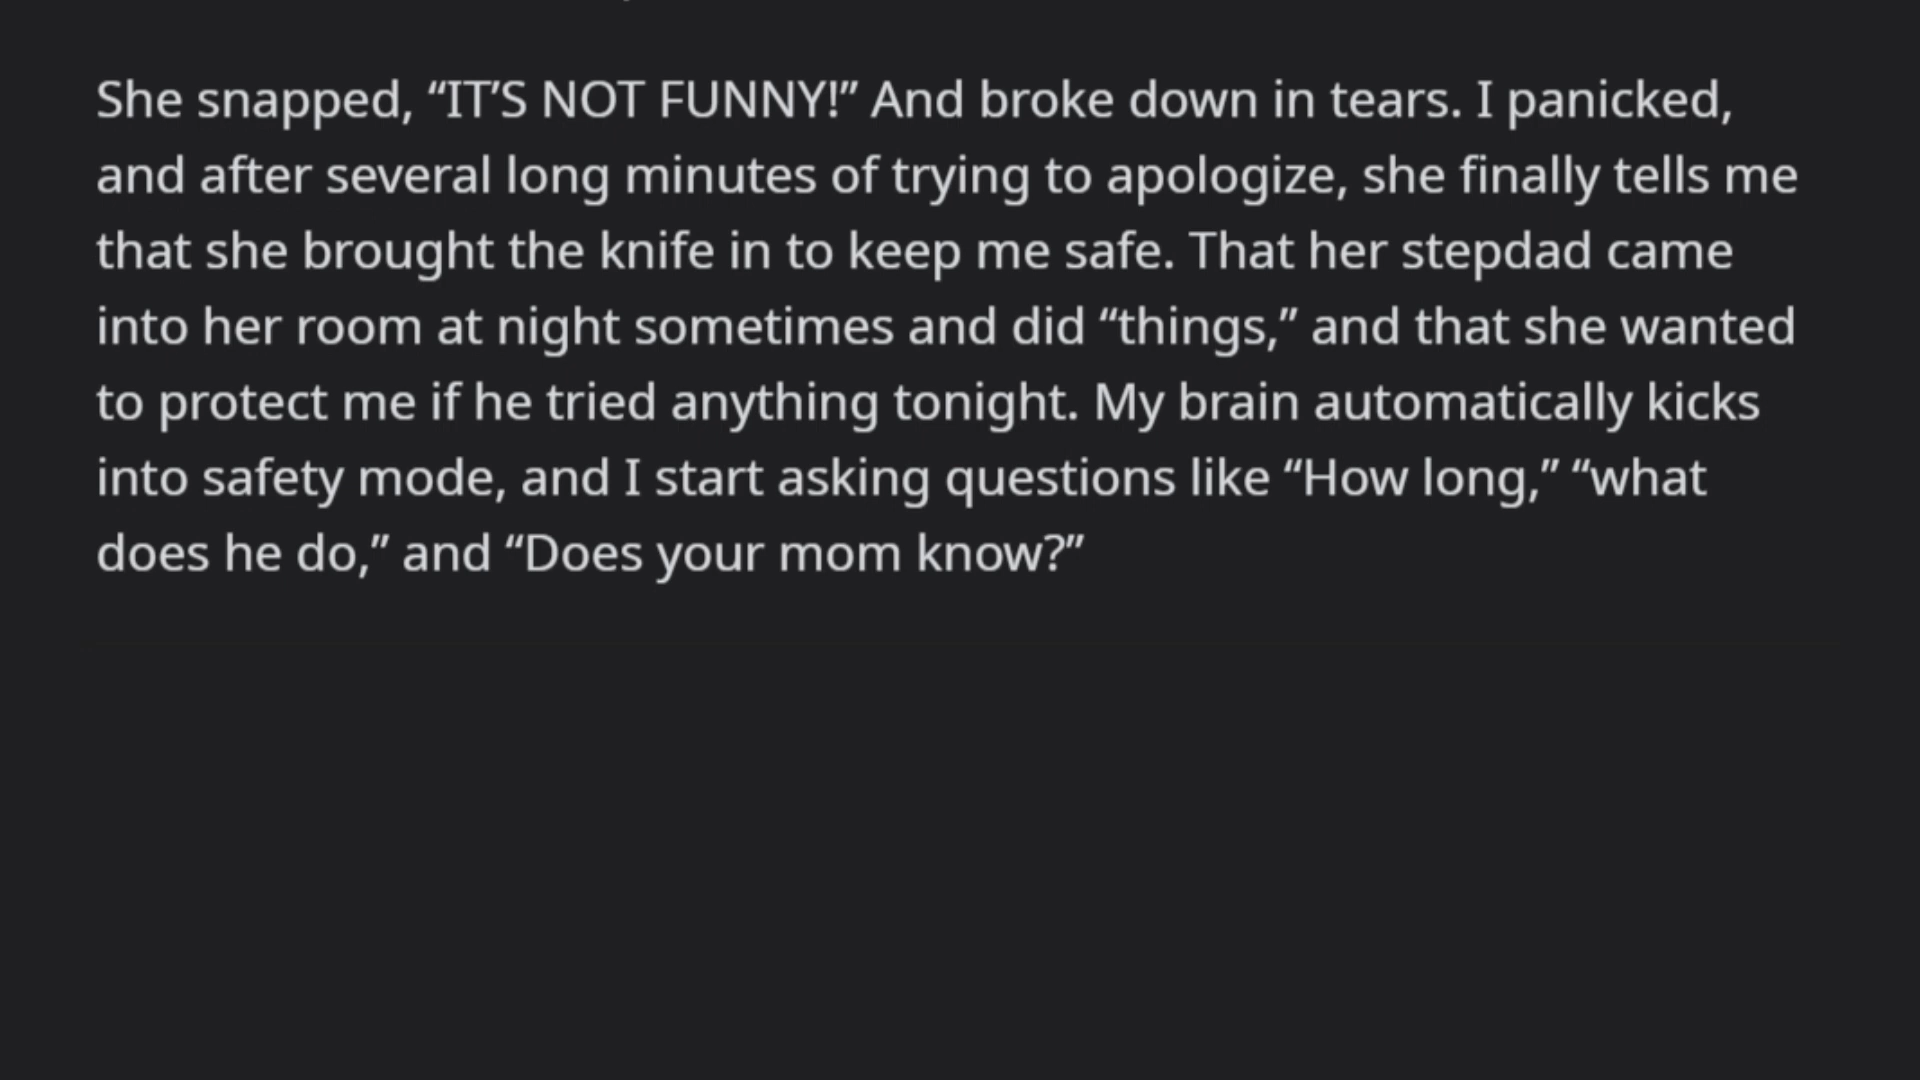 She snapped, “IT’S NOT FUNNY!” And broke down in tears. I panicked,
and after several long minutes of trying to apologize, she finally tells me
that she brought the knife in to keep me safe. That her stepdad came
into her room at night sometimes and did “things,” and that she wanted
to protect me if he tried anything tonight. My brain automatically kicks
into safety mode, and I start asking questions like “How long,” “what
does he do,” and “Does your mom know?”